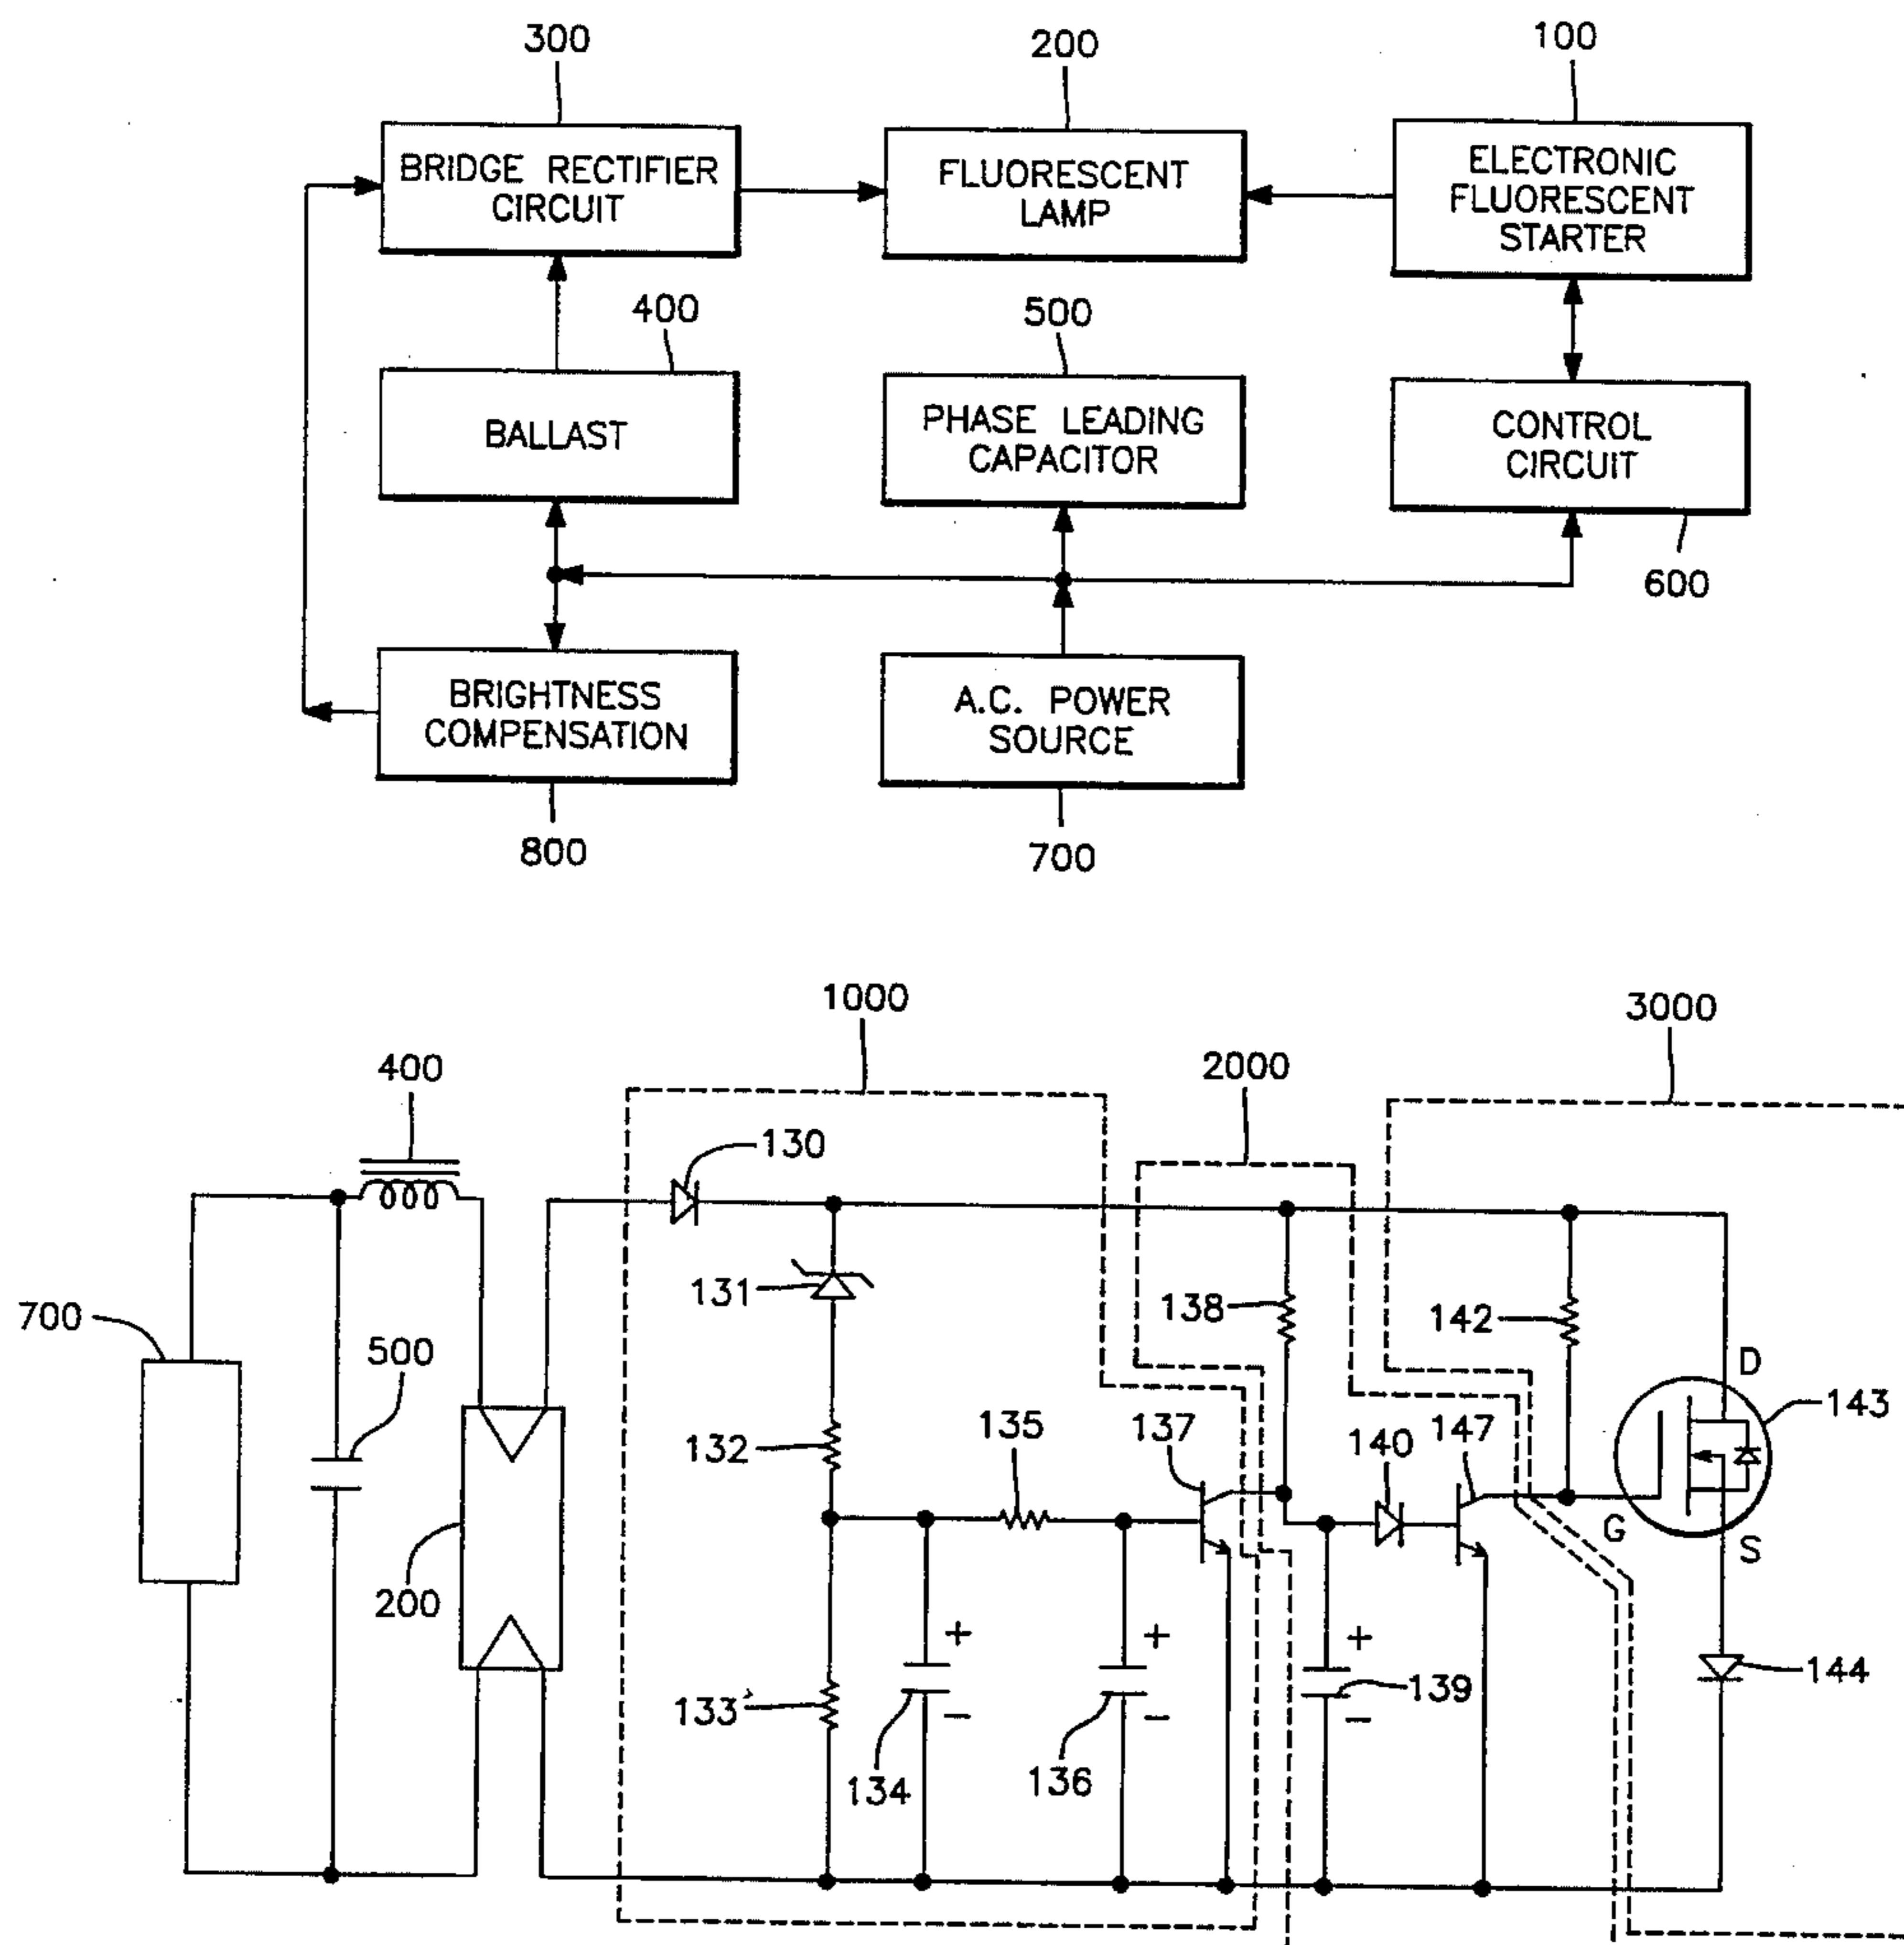 300
200
100
BRIDGE RECTIFIER
CIRCUIT
FLUORESCENT
LAMP
ELECTRONIC
FLUORESCENT
STARTER
400
500
BALLAST
PHASE LEADING
CAPACITOR
CONTROL
CIRCUIT
600
BRIGHTNESS
COMPENSATION
A.C. POWER
SOURCE
800
700
1000
3000
400
2000
130
131
138
142
700
500
D
143
132
135
137
140
147
G
S
200
+
+
+
133
134
-
136
-
139
-
144